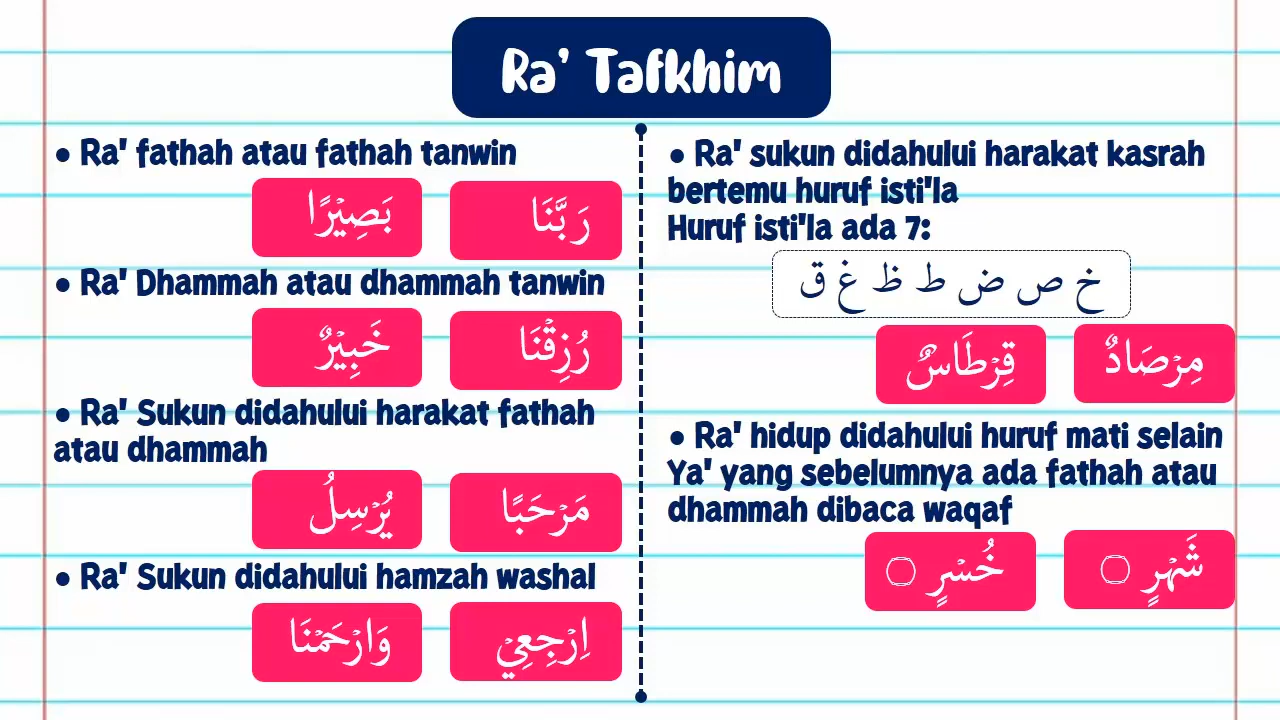 Ra' Tafkhim
• Ra' fathah atau fathah tanwin
رَبَّنَا
بَصِيْرًا
• Ra' Dhammah atau dhammah tanwin
رُزِقْنَا
خَبِيْرٌ
• Ra' Sukun didahului harakat fathah
atau dhammah
مَرْحَبًا
يُرْسِلُ
• Ra' Sukun didahului hamzah washal
اِرْجِعِيْ
وَارْحَمْنَا
• Ra' sukun didahului harakat kasrah
bertemu huruf isti'la
Huruf isti'la ada 7:
خ ص ض ط ظ غ ق
مِرْصَادٌ
قِرْطَاسٌ
• Ra' hidup didahului huruf mati selain
Ya' yang sebelumnya ada fathah atau
dhammah dibaca waqaf
شَهْرٍ ۝
خُسْرٍ ۝